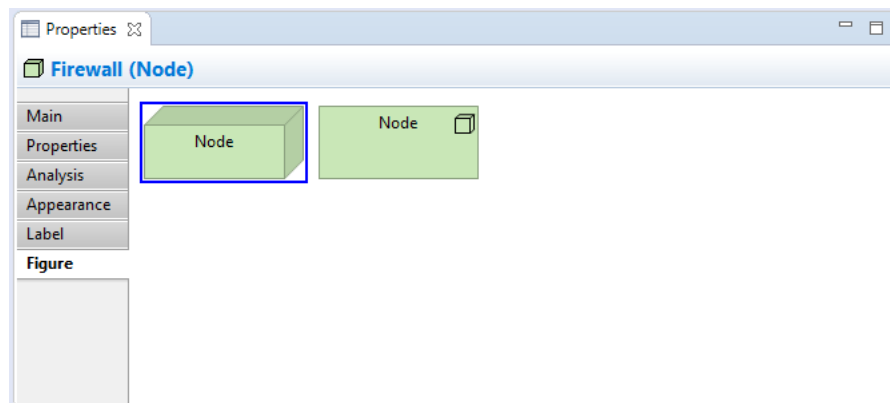 Properties
Firewall (Node)
Main
Properties
Analysis
Appearance
Label
Figure
Node
Node